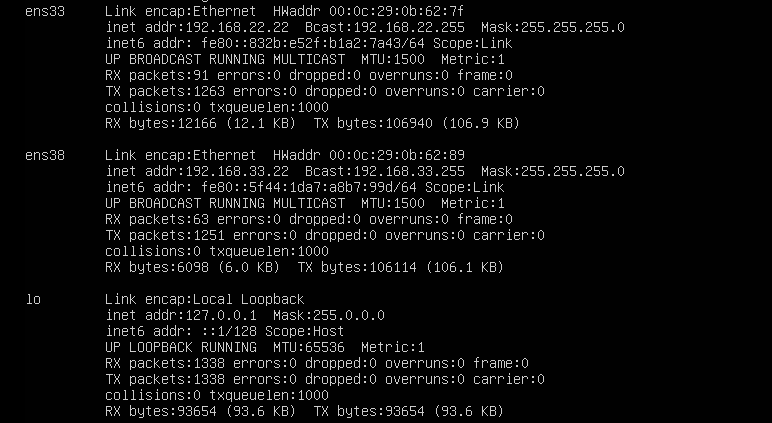 ens33     Link encap:Ethernet  HWaddr 00:0c:29:0b:62:7f
          inet addr:192.168.22.22  Bcast:192.168.22.255  Mask:255.255.255.0
          inet6 addr: fe80::832b:e52f:b1a2:7a43/64 Scope:Link
          UP BROADCAST RUNNING MULTICAST  MTU:1500  Metric:1
          RX packets:91 errors:0 dropped:0 overruns:0 frame:0
          TX packets:1263 errors:0 dropped:0 overruns:0 carrier:0
          collisions:0 txqueuelen:1000
          RX bytes:12166 (12.1 KB)  TX bytes:106940 (106.9 KB)

ens38     Link encap:Ethernet  HWaddr 00:0c:29:0b:62:89
          inet addr:192.168.33.22  Bcast:192.168.33.255  Mask:255.255.255.0
          inet6 addr: fe80::5f44:1da7:a8b7:99d/64 Scope:Link
          UP BROADCAST RUNNING MULTICAST  MTU:1500  Metric:1
          RX packets:63 errors:0 dropped:0 overruns:0 frame:0
          TX packets:1251 errors:0 dropped:0 overruns:0 carrier:0
          collisions:0 txqueuelen:1000
          RX bytes:6098 (6.0 KB)  TX bytes:106114 (106.1 KB)

lo        Link encap:Local Loopback
          inet addr:127.0.0.1  Mask:255.0.0.0
          inet6 addr: ::1/128 Scope:Host
          UP LOOPBACK RUNNING  MTU:65536  Metric:1
          RX packets:1338 errors:0 dropped:0 overruns:0 frame:0
          TX packets:1338 errors:0 dropped:0 overruns:0 carrier:0
          collisions:0 txqueuelen:1000
          RX bytes:93654 (93.6 KB)  TX bytes:93654 (93.6 KB)